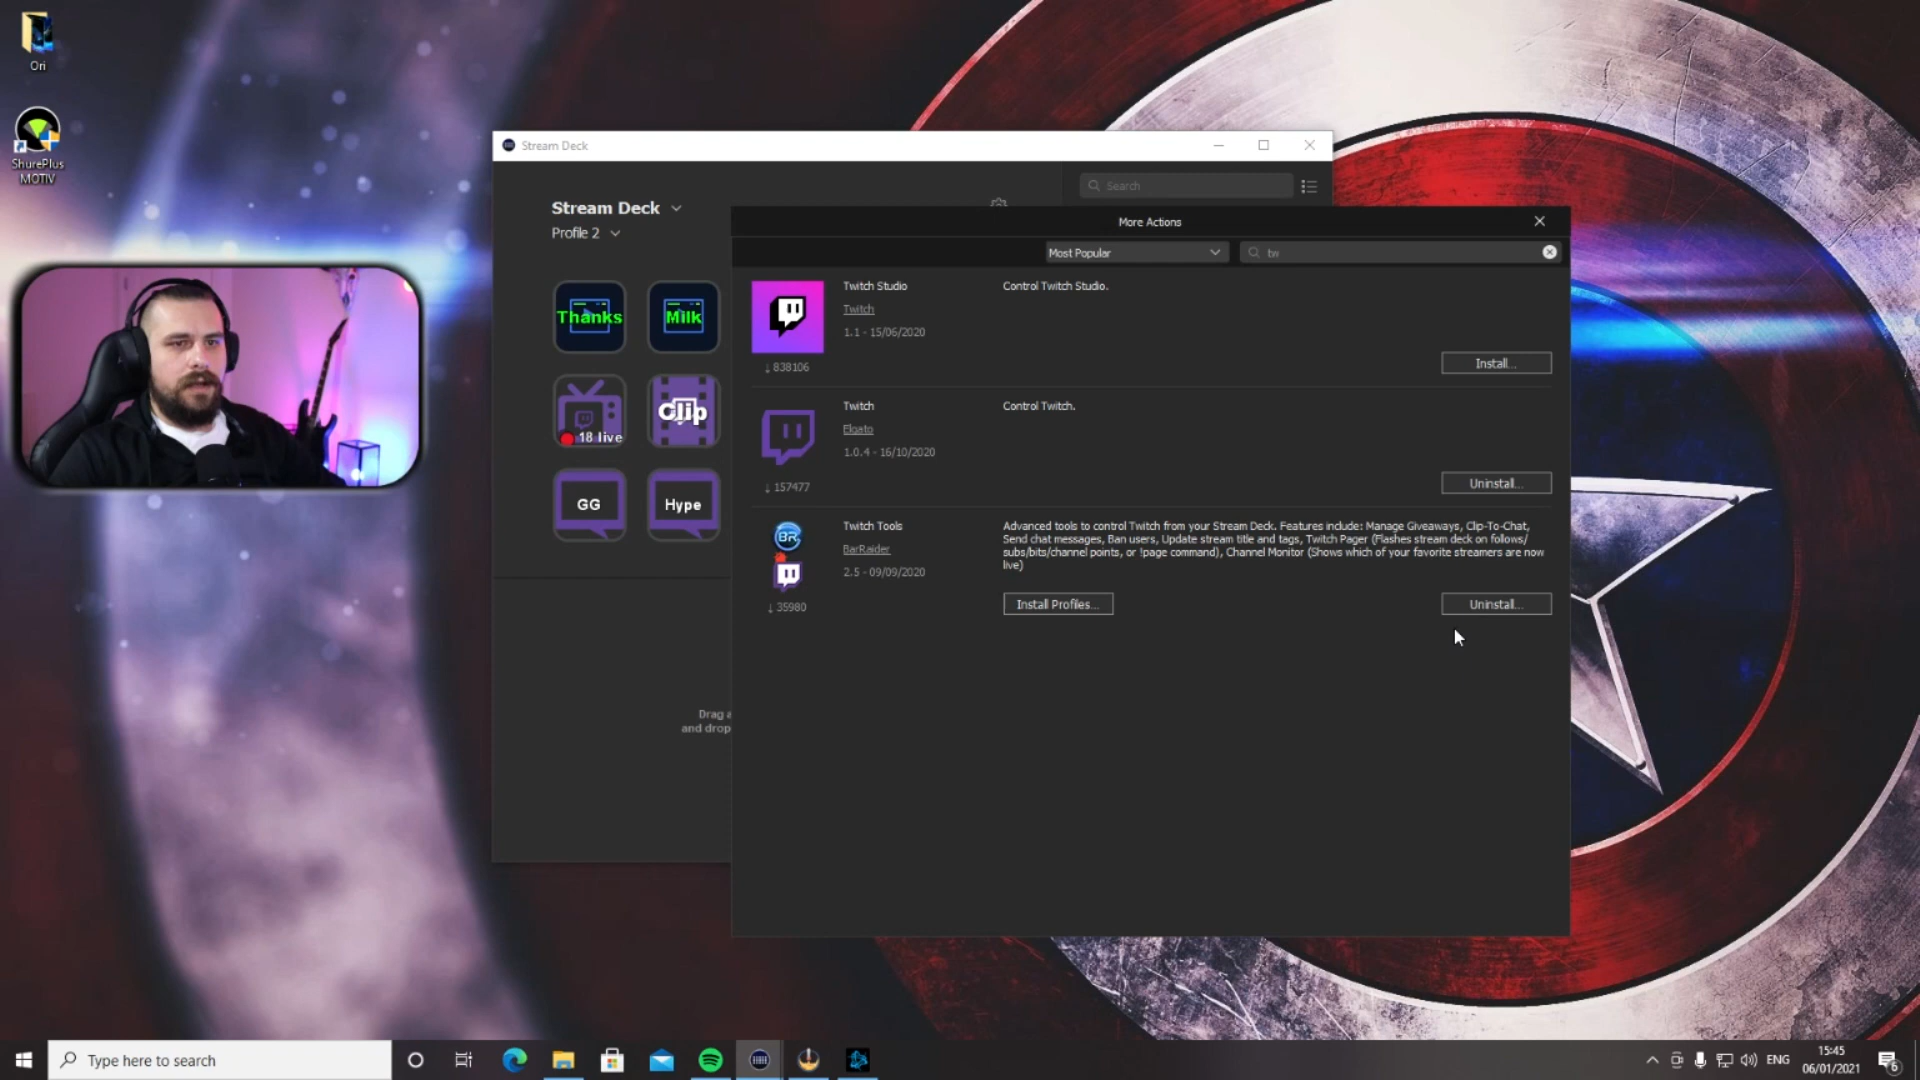 Ori
ShurePlus
MOTIV
Stream Deck
Search
Stream Deck
Profile 2
Thanks
Milk
18 live
Clip
GG
Hype
Drag a
and drop
More Actions
Most Popular
tw
Twitch Studio
Control Twitch Studio.
Twitch
1.1 - 15/06/2020
↓ 838106
Install...
Twitch
Control Twitch.
Elgato
1.0.4 - 16/10/2020
↓ 157477
Uninstall...
BR
Twitch Tools
BarRaider
2.5 - 09/09/2020
↓ 35980
Advanced tools to control Twitch from your Stream Deck. Features include: Manage Giveaways, Clip-To-Chat,
Send chat messages, Ban users, Update stream title and tags, Twitch Pager (Flashes stream deck on follows/
subs/bits/channel points, or !page command), Channel Monitor (Shows which of your favorite streamers are now
live)
Install Profiles...
Uninstall...
Type here to search
ENG
15:45
06/01/2021
6